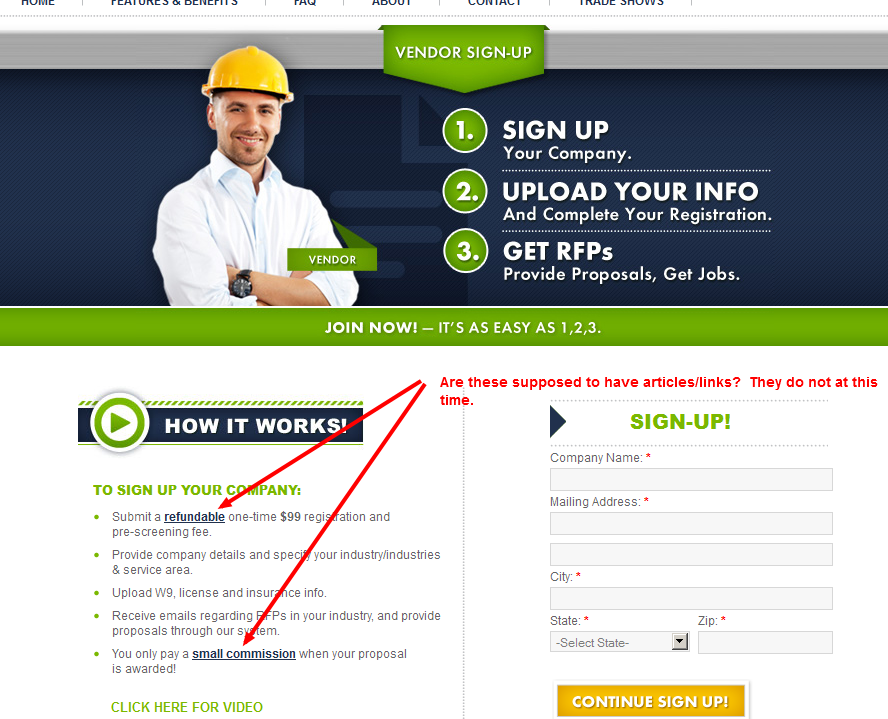 HOME FEATURES & BENEFITS FAQ ABOUT CONTACT TRADE SHOWS
VENDOR SIGN-UP
1. SIGN UP
Your Company.
2. UPLOAD YOUR INFO
And Complete Your Registration.
3. GET RFPs
Provide Proposals, Get Jobs.
VENDOR
JOIN NOW! — IT'S AS EASY AS 1,2,3.
Are these supposed to have articles/links? They do not at this
time.
HOW IT WORKS!
TO SIGN UP YOUR COMPANY:
• Submit a refundable one-time $99 registration and
pre-screening fee.
• Provide company details and specify your industry/industries
& service area.
• Upload W9, license and insurance info.
• Receive emails regarding RFPs in your industry, and provide
proposals through our system.
• You only pay a small commission when your proposal
is awarded!
CLICK HERE FOR VIDEO
SIGN-UP!
Company Name: *
Mailing Address: *
City: *
State: * Zip: *
-Select State-
CONTINUE SIGN UP!